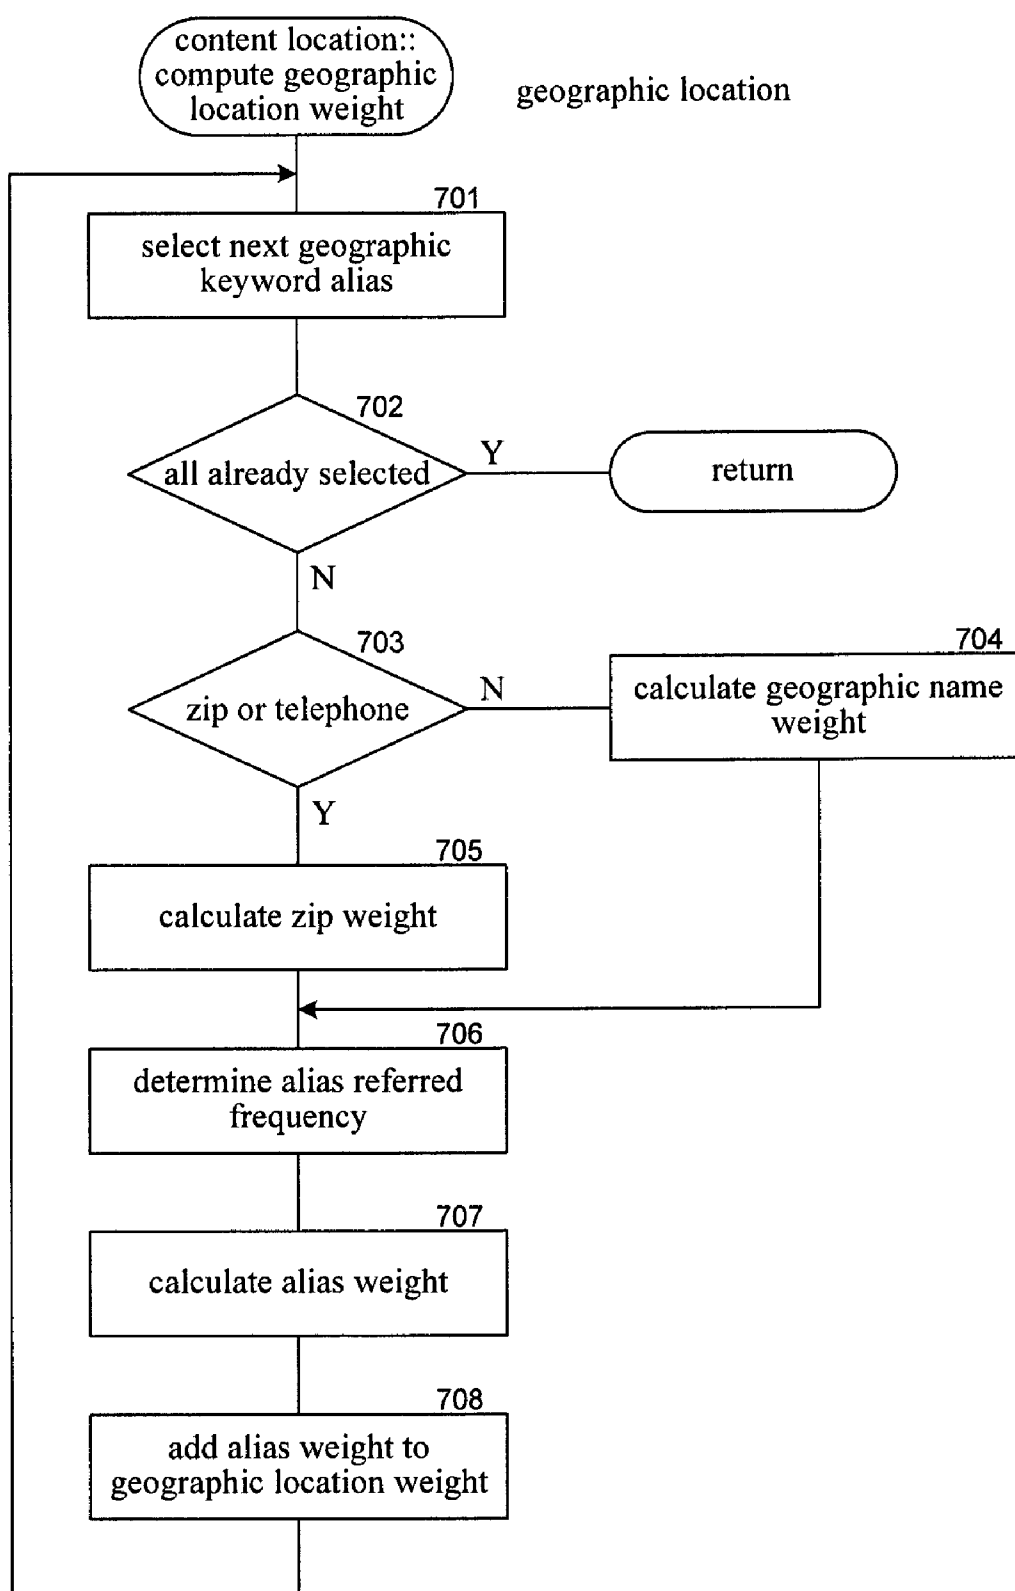 content location::
compute geographic
location weight
geographic location
701
select next geographic
keyword alias
702
all already selected
Y
return
N
703
zip or telephone
N
704
calculate geographic name
weight
Y
705
calculate zip weight
706
determine alias referred
frequency
707
calculate alias weight
708
add alias weight to
geographic location weight